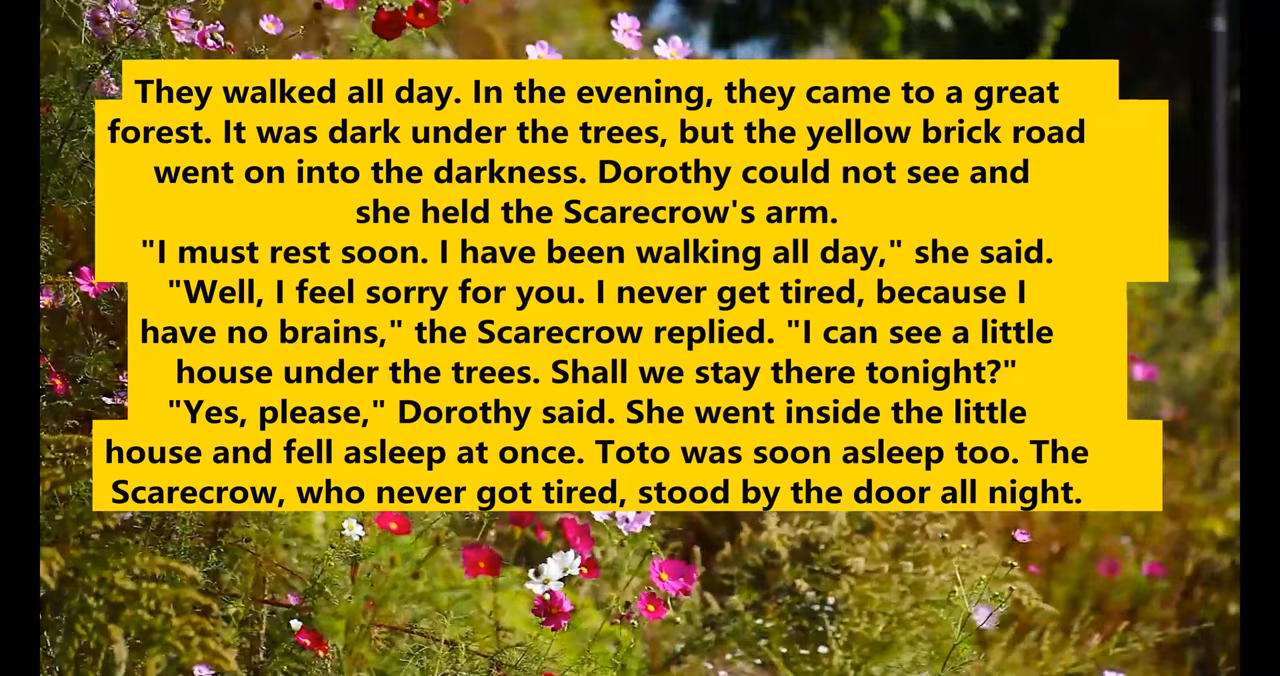 They walked all day. In the evening, they came to a great
forest. It was dark under the trees, but the yellow brick road
went on into the darkness. Dorothy could not see and
she held the Scarecrow's arm.
"I must rest soon. I have been walking all day," she said.
"Well, I feel sorry for you. I never get tired, because I
have no brains," the Scarecrow replied. "I can see a little
house under the trees. Shall we stay there tonight?"
"Yes, please," Dorothy said. She went inside the little
house and fell asleep at once. Toto was soon asleep too. The
Scarecrow, who never got tired, stood by the door all night.